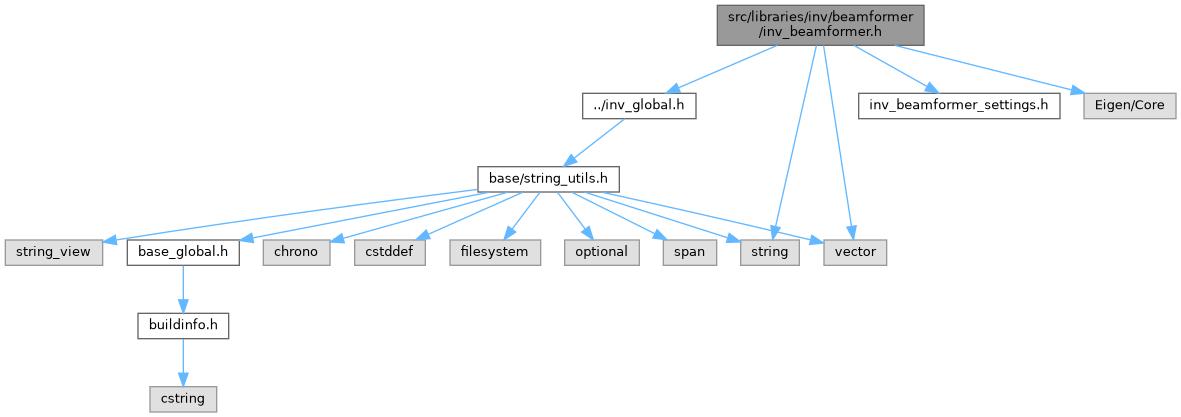 src/libraries/inv/beamformer
/inv_beamformer.h
../inv_global.h
inv_beamformer_settings.h
Eigen/Core
base/string_utils.h
string_view
base_global.h
chrono
cstddef
filesystem
optional
span
string
vector
buildinfo.h
cstring